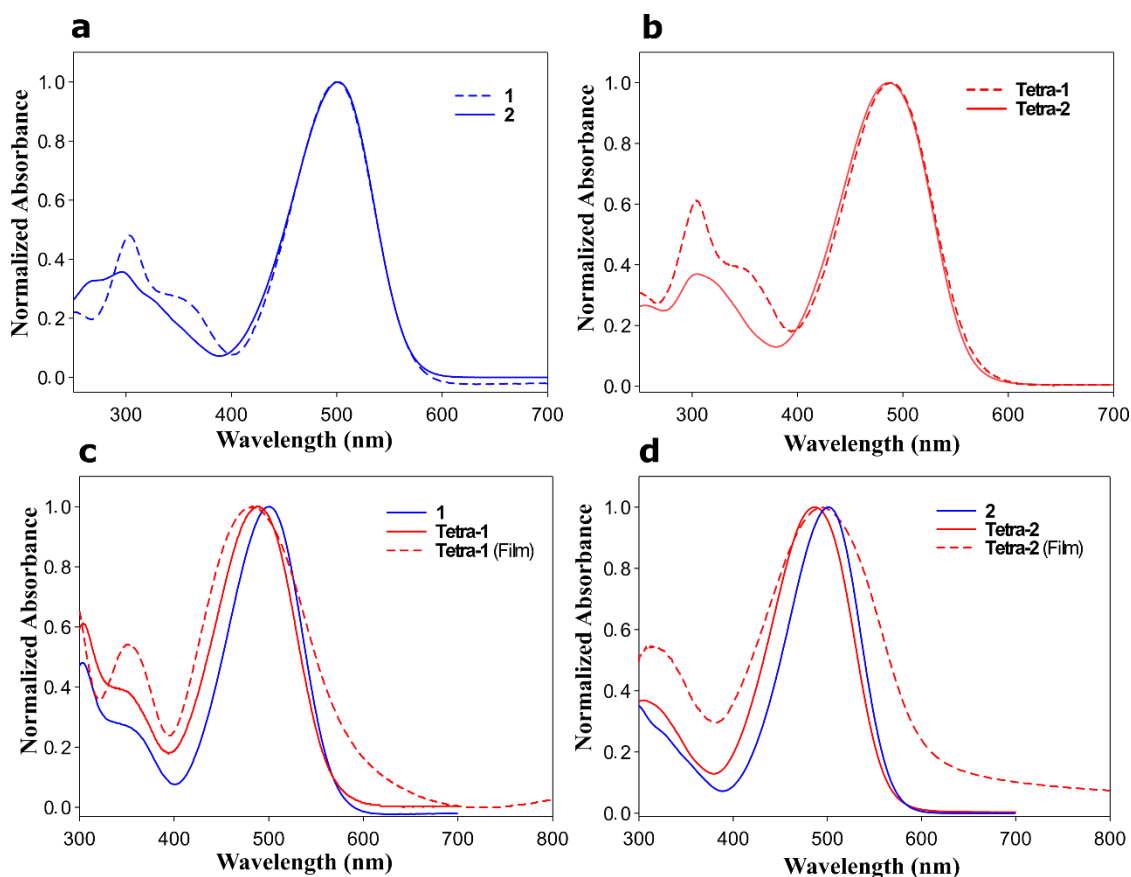 a
1
2
Normalized Absorbance
1.0
0.8
0.6
0.4
0.2
0.0
300 400 500 600 700
Wavelength (nm)
b
Tetra-1
Tetra-2
Normalized Absorbance
1.0
0.8
0.6
0.4
0.2
0.0
300 400 500 600 700
Wavelength (nm)
c
1
Tetra-1
Tetra-1 (Film)
Normalized Absorbance
1.0
0.8
0.6
0.4
0.2
0.0
300 400 500 600 700 800
Wavelength (nm)
d
2
Tetra-2
Tetra-2 (Film)
Normalized Absorbance
1.0
0.8
0.6
0.4
0.2
0.0
300 400 500 600 700 800
Wavelength (nm)